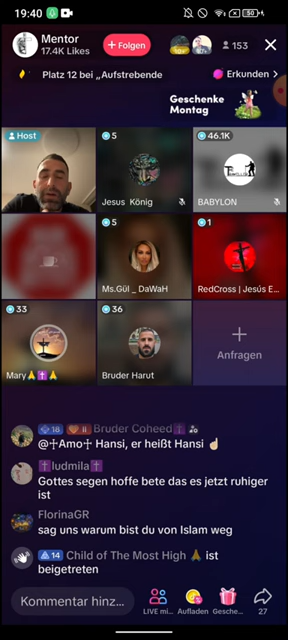 19:40
Mentor
17.4K Likes
+ Folgen
153
Platz 12 bei „Aufstrebende
Erkunden >
Geschenke
Montag
Host
5
Jesus König
46.1K
BABYLON
5
Ms.Gül _ DaWaH
1
RedCross | Jesús E...
33
Mary🙏✝️🙏
36
Bruder Harut
+
Anfragen
18 II Bruder Coheed✝️
@✝Amo✝ Hansi, er heißt Hansi ☝🏻
✝️ludmila✝️
Gottes segen hoffe bete das es jetzt ruhiger
ist
FlorinaGR
sag uns warum bist du von Islam weg
14 Child of The Most High 🙏 ist
beigetreten
Kommentar hinz...
LIVE mi...
Aufladen
Gesche...
27